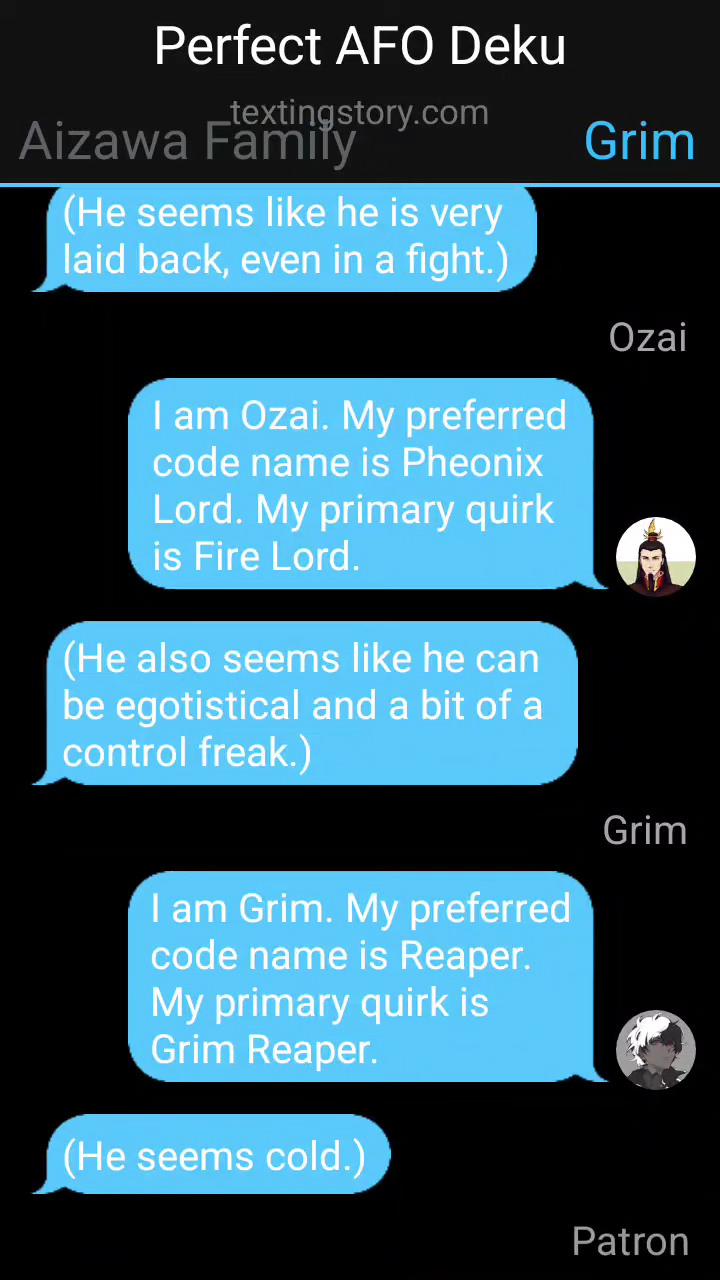 Perfect AFO Deku
textingstory.com
Aizawa Family
Grim
(He seems like he is very
laid back, even in a fight.)
Ozai
I am Ozai. My preferred
code name is Pheonix
Lord. My primary quirk
is Fire Lord.
(He also seems like he can
be egotistical and a bit of a
control freak.)
Grim
I am Grim. My preferred
code name is Reaper.
My primary quirk is
Grim Reaper.
(He seems cold.)
Patron